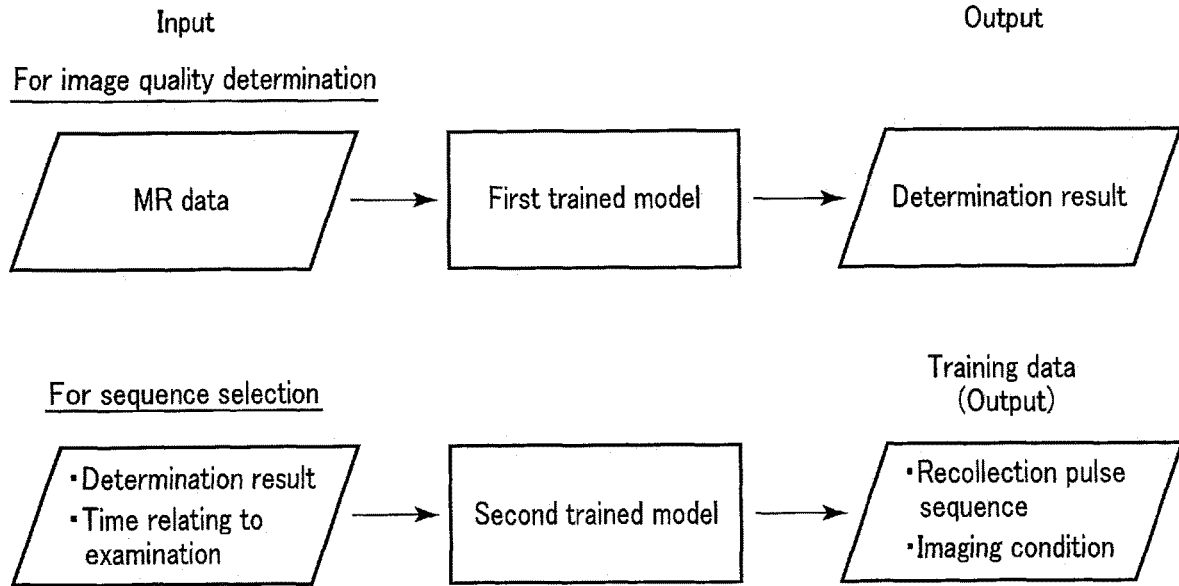 Input
Output
For image quality determination
MR data
First trained model
Determination result
For sequence selection
Training data
(Output)
・Determination result
・Time relating to
examination
Second trained model
・Recollection pulse
sequence
・Imaging condition